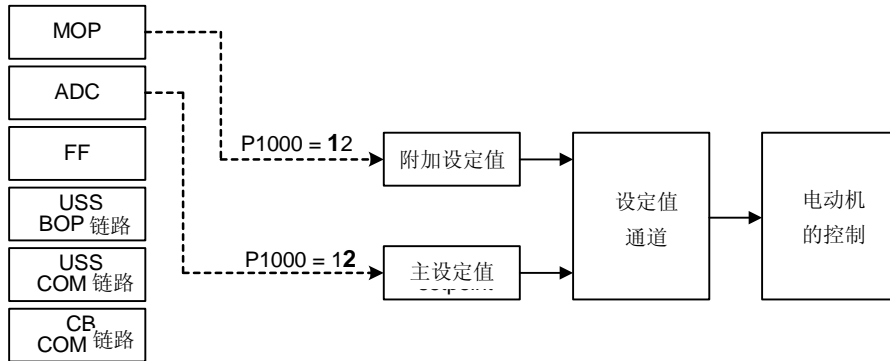 MOP
ADC
FF
USS
BOP 链路
USS
COM 链路
CB
COM 链路
P1000 = 12
附加设定值
P1000 = 12
主设定值
设定值
通道
电动机
的控制